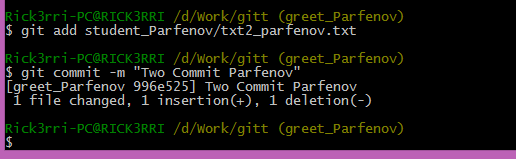 Rick3rri-PC@RICK3RRI /d/Work/gitt (greet_Parfenov)
$ git add student_Parfenov/txt2_parfenov.txt
Rick3rri-PC@RICK3RRI /d/Work/gitt (greet_Parfenov)
$ git commit -m "Two Commit Parfenov"
[greet_Parfenov 996e525] Two Commit Parfenov
1 file changed, 1 insertion(+), 1 deletion(-)
Rick3rri-PC@RICK3RRI /d/Work/gitt (greet_Parfenov)
$